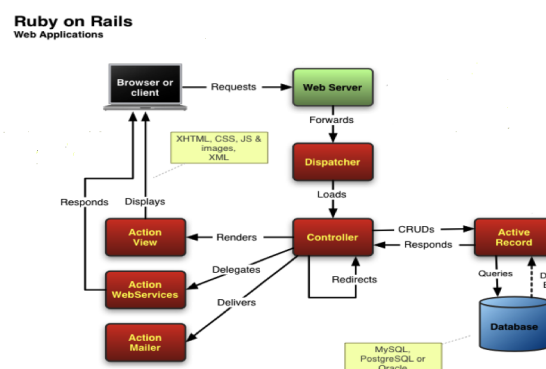 Ruby on Rails
Web Applications
Browser or
client
Requests
Web Server
Forwards
XHTML, CSS, JS &
images,
XML
Dispatcher
Loads
Responds
Displays
Action
View
Renders
Controller
CRUDs
Responds
Active
Record
Delegates
Redirects
Queries
Action
WebServices
Delivers
Database
Action
Mailer
MySQL,
PostgreSQL or
Oracle